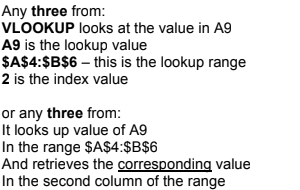 Any three from:
VLOOKUP looks at the value in A9
A9 is the lookup value
$A$4:$B$6 – this is the lookup range
2 is the index value
or any three from:
It looks up value of A9
In the range $A$4:$B$6
And retrieves the corresponding value
In the second column of the range